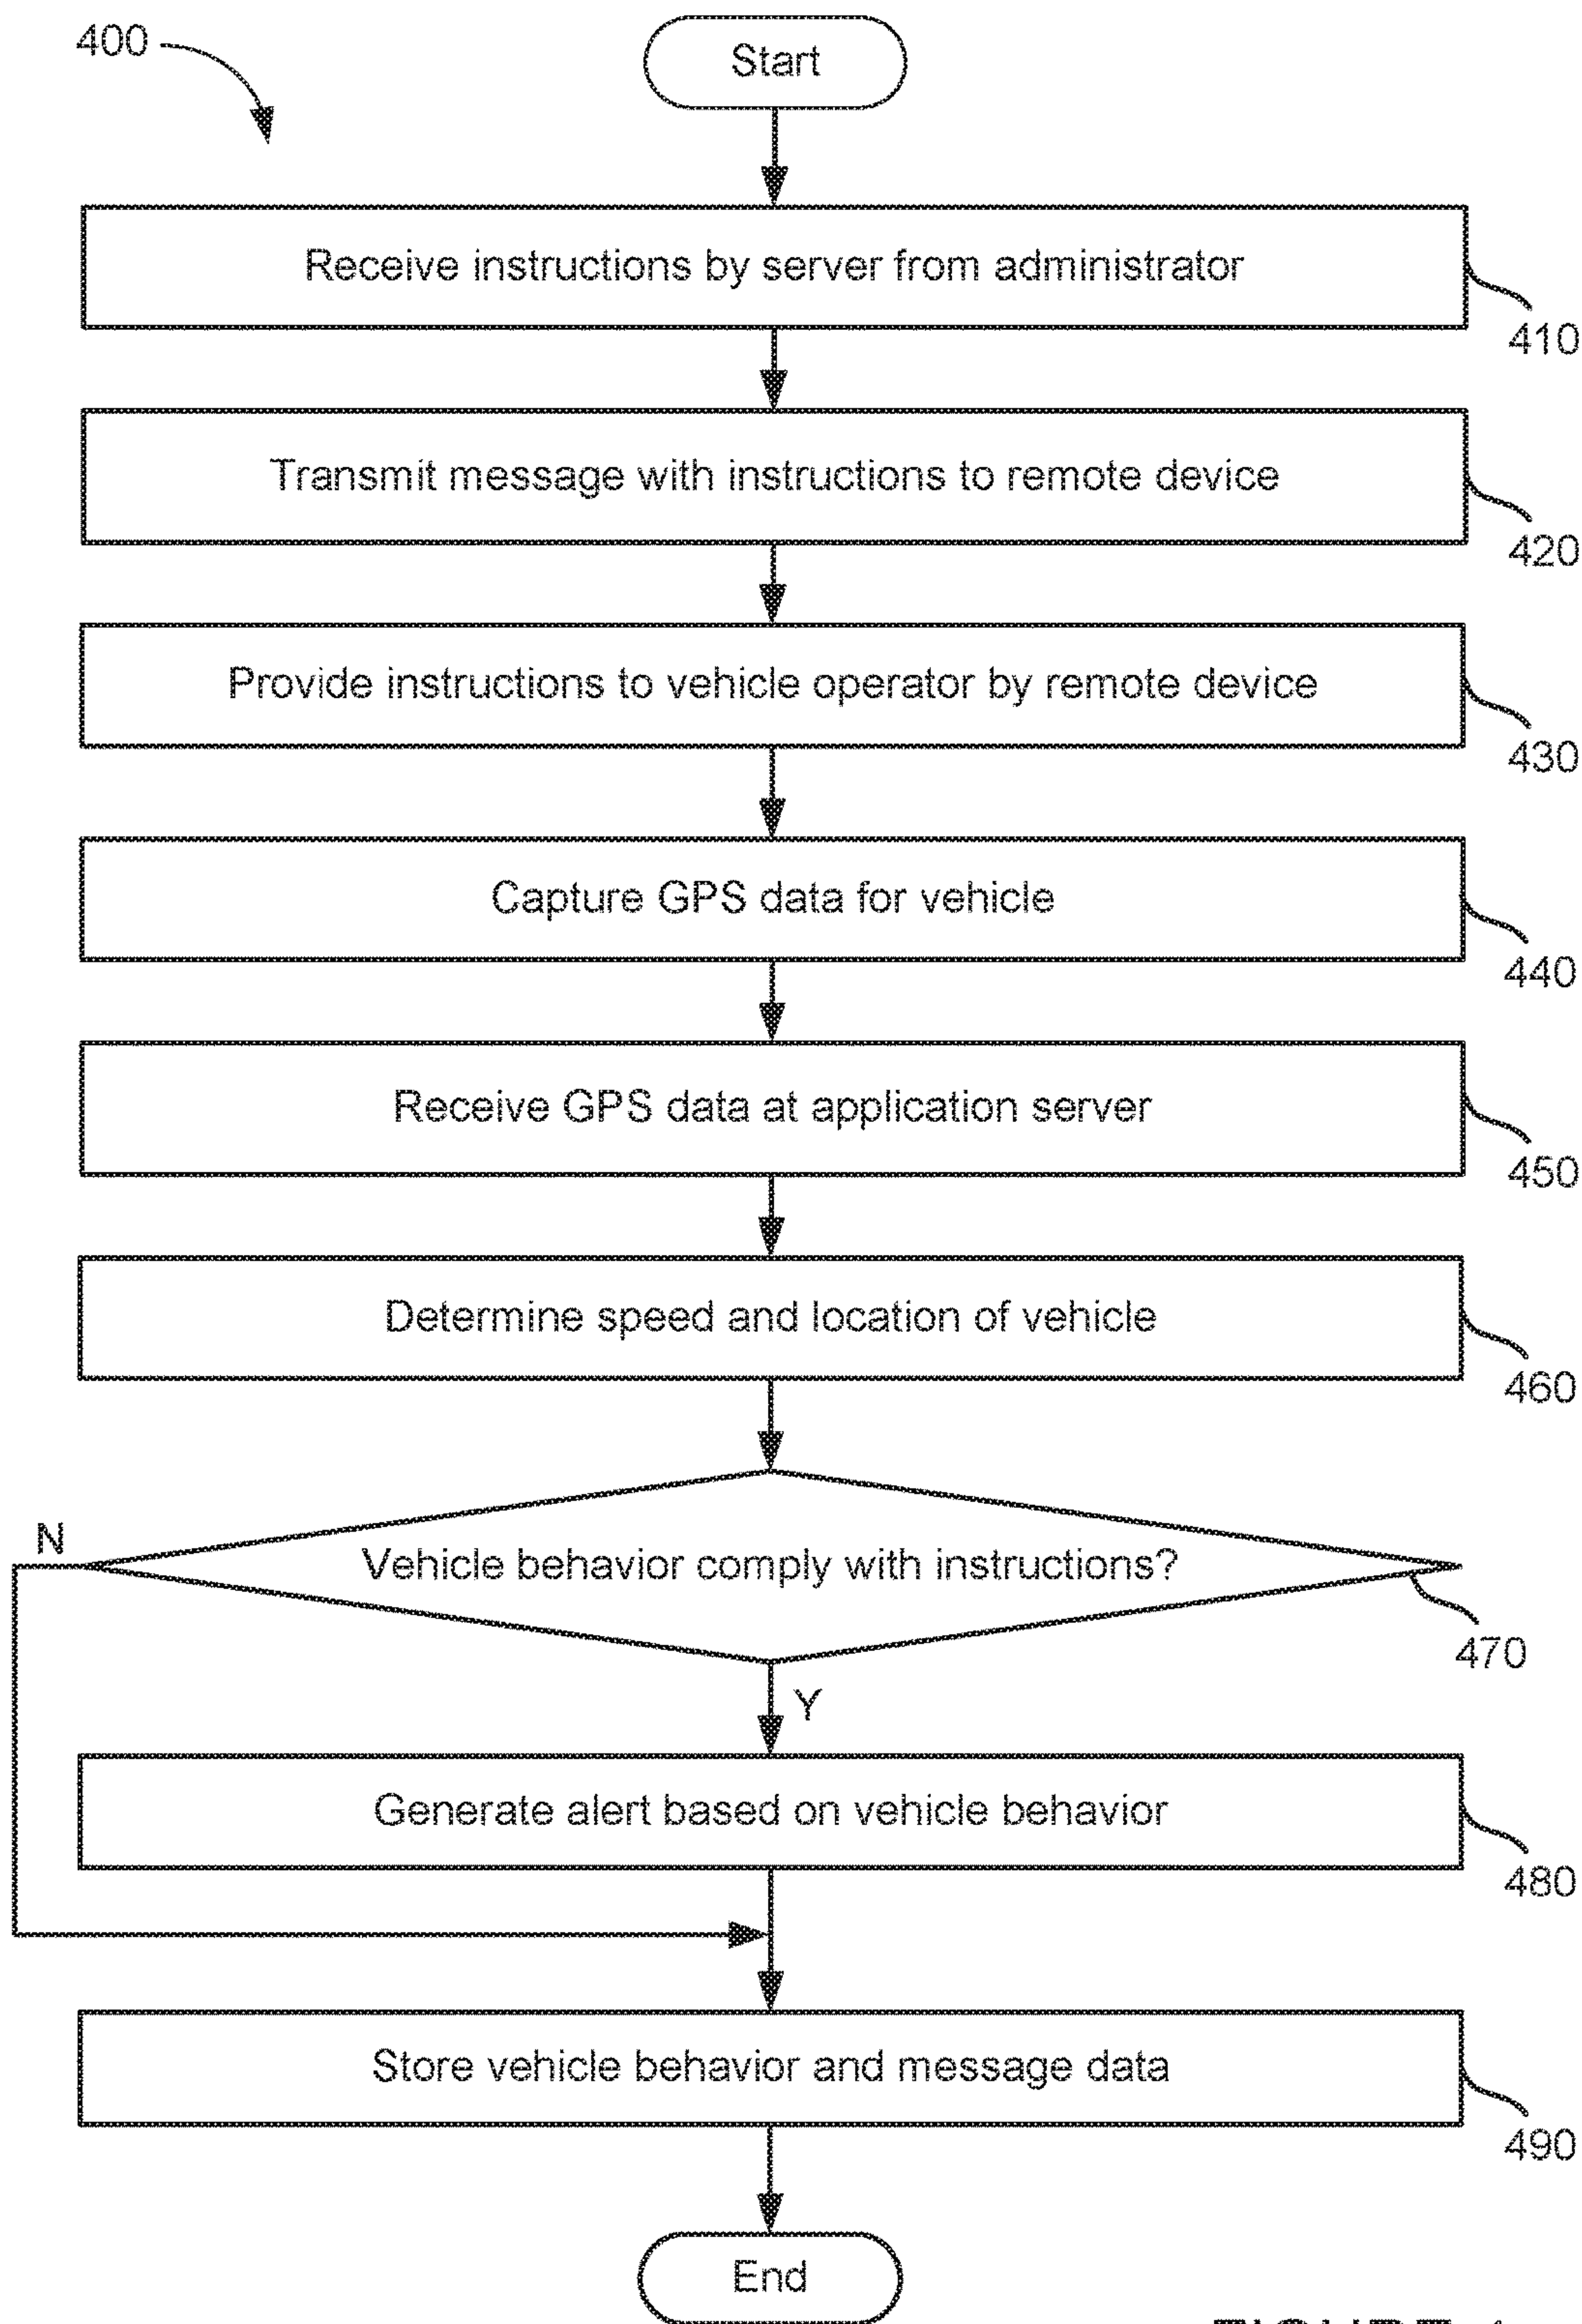 400
Start
Receive instructions by server from administrator
410
Transmit message with instructions to remote device
420
Provide instructions to vehicle operator by remote device
430
Capture GPS data for vehicle
440
Receive GPS data at application server
450
Determine speed and location of vehicle
460
N
Vehicle behavior comply with instructions?
470
Y
Generate alert based on vehicle behavior
480
Store vehicle behavior and message data
490
End